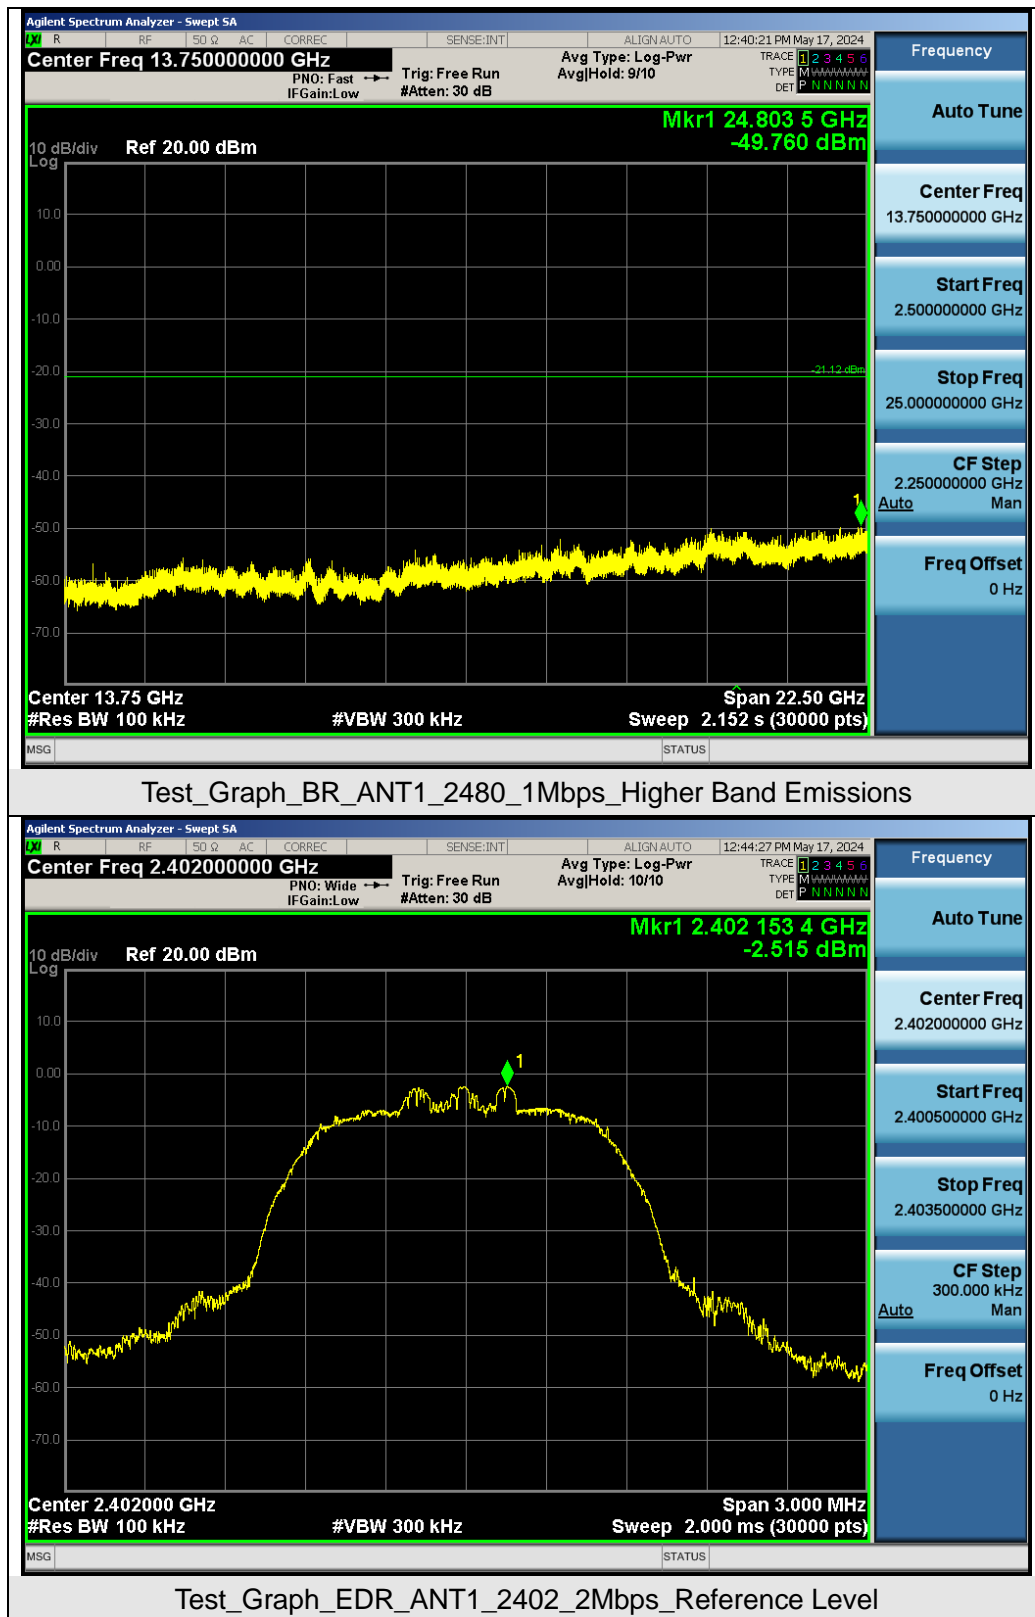 Agilent Spectrum Analyzer - Swept SA
LXI R RF 50 Ω AC CORREC SENSE:INT ALIGN AUTO 12:40:21 PM May 17, 2024
Center Freq 13.750000000 GHz
PNO: Fast
IFGain:Low
Trig: Free Run
#Atten: 30 dB
Avg Type: Log-Pwr
Avg|Hold: 9/10
TRACE 1 2 3 4 5 6
TYPE M
DET P N N N N N
Mkr1 24.803 5 GHz
-49.760 dBm
10 dB/div Ref 20.00 dBm
Log
10.0
0.00
-10.0
-20.0
-21.12 dBm
-30.0
-40.0
1
-50.0
-60.0
-70.0
Center 13.75 GHz Span 22.50 GHz
#Res BW 100 kHz #VBW 300 kHz Sweep 2.152 s (30000 pts)
MSG STATUS
Frequency
Auto Tune
Center Freq
13.750000000 GHz
Start Freq
2.500000000 GHz
Stop Freq
25.000000000 GHz
CF Step
2.250000000 GHz
Auto Man
Freq Offset
0 Hz
Test_Graph_BR_ANT1_2480_1Mbps_Higher Band Emissions
Agilent Spectrum Analyzer - Swept SA
LXI R RF 50 Ω AC CORREC SENSE:INT ALIGN AUTO 12:44:27 PM May 17, 2024
Center Freq 2.402000000 GHz
PNO: Wide
IFGain:Low
Trig: Free Run
#Atten: 30 dB
Avg Type: Log-Pwr
Avg|Hold: 10/10
TRACE 1 2 3 4 5 6
TYPE M
DET P N N N N N
Mkr1 2.402 153 4 GHz
-2.515 dBm
10 dB/div Ref 20.00 dBm
Log
10.0
1
0.00
-10.0
-20.0
-30.0
-40.0
-50.0
-60.0
-70.0
Center 2.402000 GHz Span 3.000 MHz
#Res BW 100 kHz #VBW 300 kHz Sweep 2.000 ms (30000 pts)
MSG STATUS
Frequency
Auto Tune
Center Freq
2.402000000 GHz
Start Freq
2.400500000 GHz
Stop Freq
2.403500000 GHz
CF Step
300.000 kHz
Auto Man
Freq Offset
0 Hz
Test_Graph_EDR_ANT1_2402_2Mbps_Reference Level